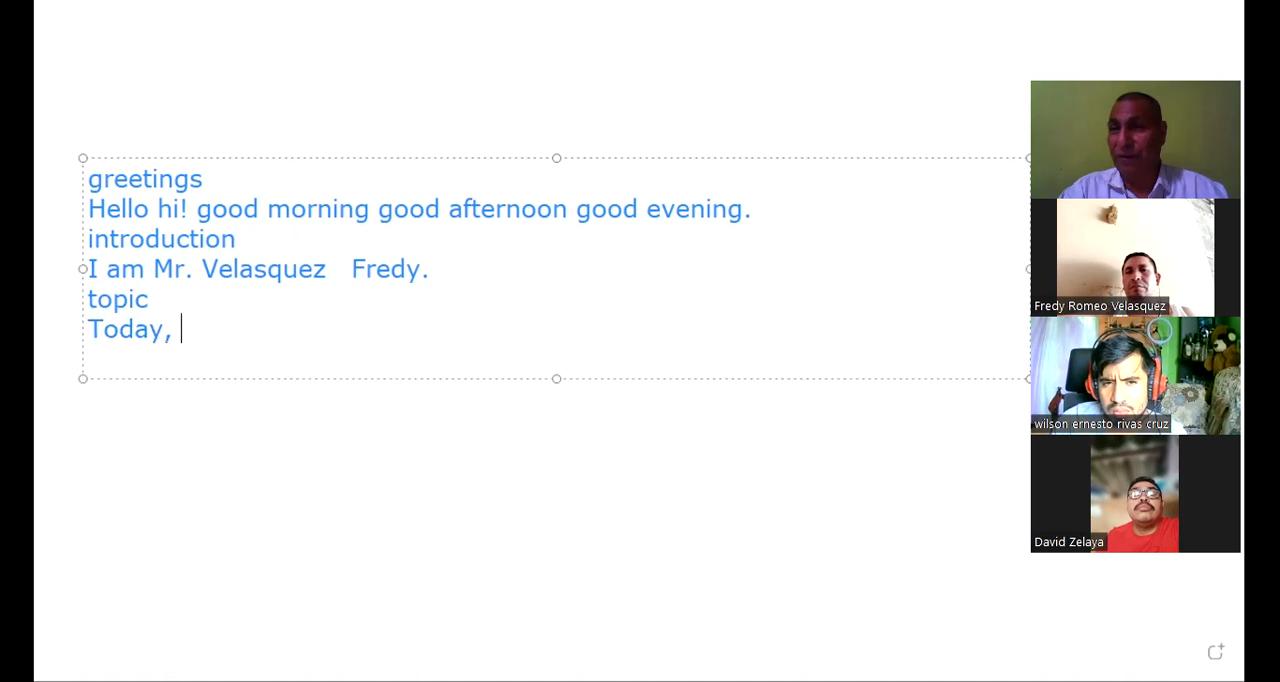 greetings
Hello hi! good morning good afternoon good evening.
introduction
I am Mr. Velasquez   Fredy.
topic
Today,
Fredy Romeo Velasquez
wilson ernesto rivas cruz
David Zelaya